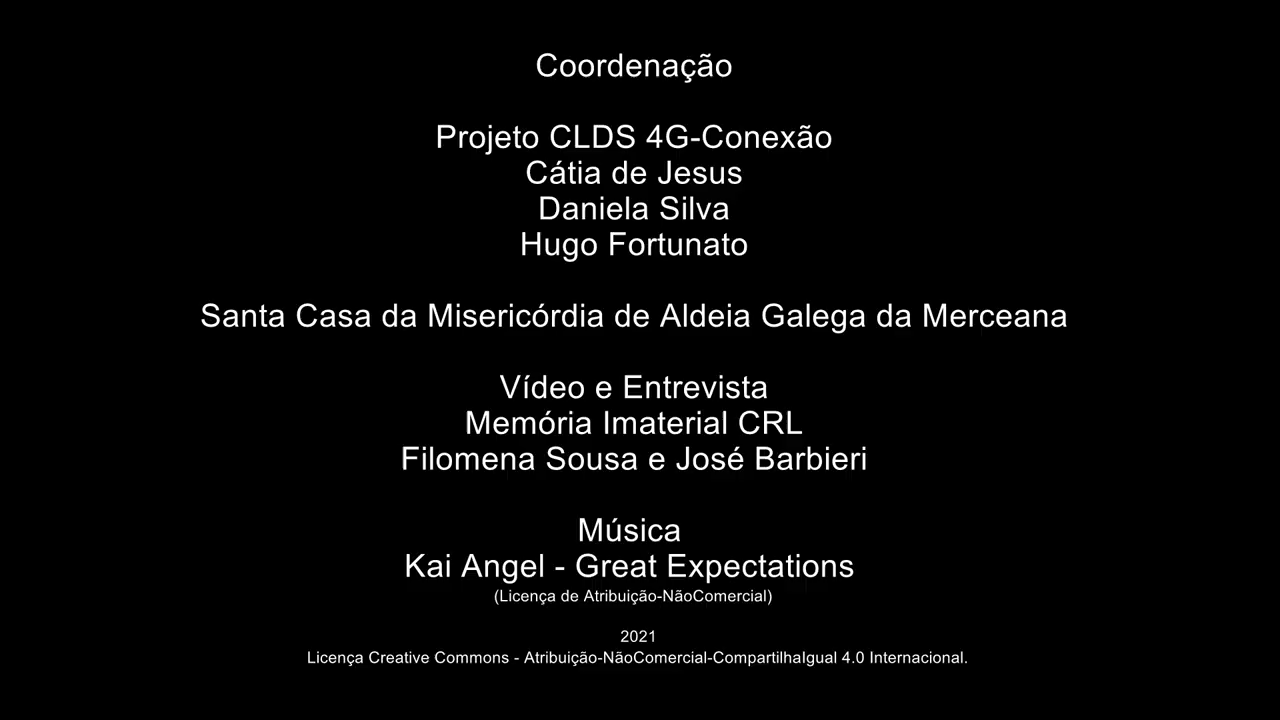 Coordenação
Projeto CLDS 4G-Conexão
Cátia de Jesus
Daniela Silva
Hugo Fortunato
Santa Casa da Misericórdia de Aldeia Galega da Merceana
Vídeo e Entrevista
Memória Imaterial CRL
Filomena Sousa e José Barbieri
Música
Kai Angel - Great Expectations
(Licença de Atribuição-NãoComercial)
2021
Licença Creative Commons - Atribuição-NãoComercial-CompartilhaIgual 4.0 Internacional.